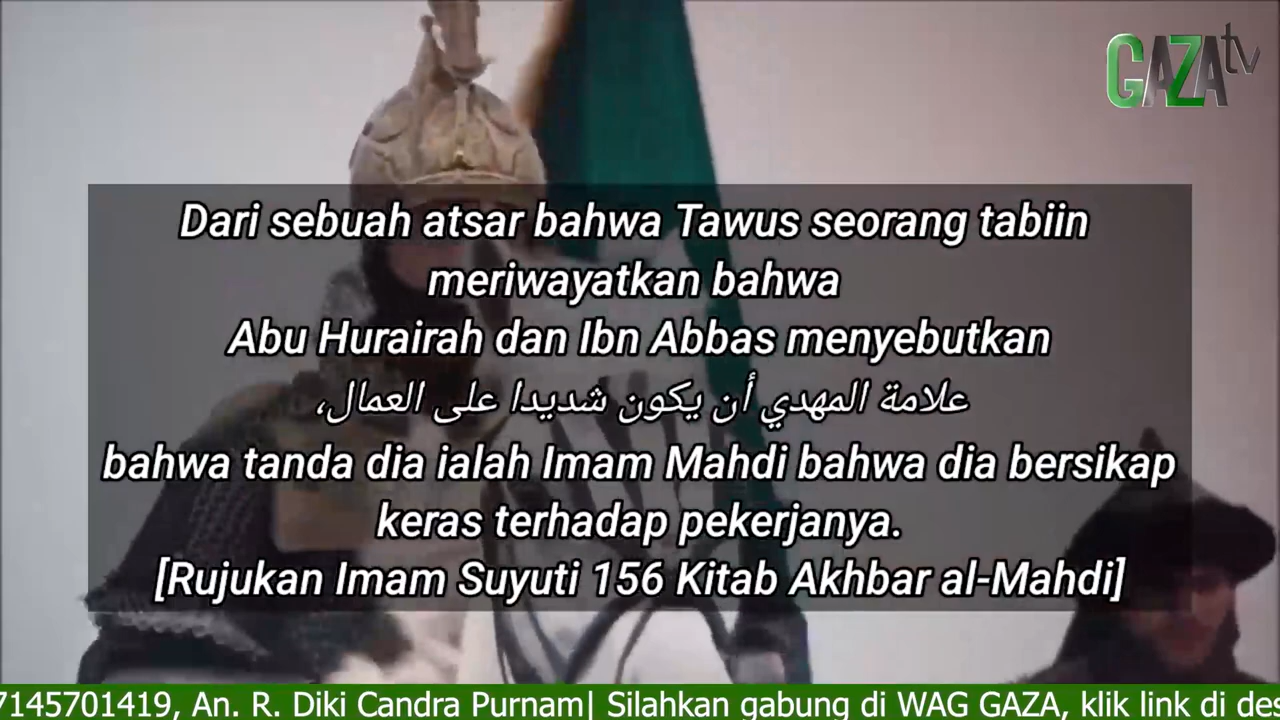 GAZAtv
Dari sebuah atsar bahwa Tawus seorang tabiin
meriwayatkan bahwa
Abu Hurairah dan Ibn Abbas menyebutkan
علامة المهدي أن يكون شديدا على العمال،
bahwa tanda dia ialah Imam Mahdi bahwa dia bersikap
keras terhadap pekerjanya.
[Rujukan Imam Suyuti 156 Kitab Akhbar al-Mahdi]
7145701419, An. R. Diki Candra Purnam| Silahkan gabung di WAG GAZA, klik link di des